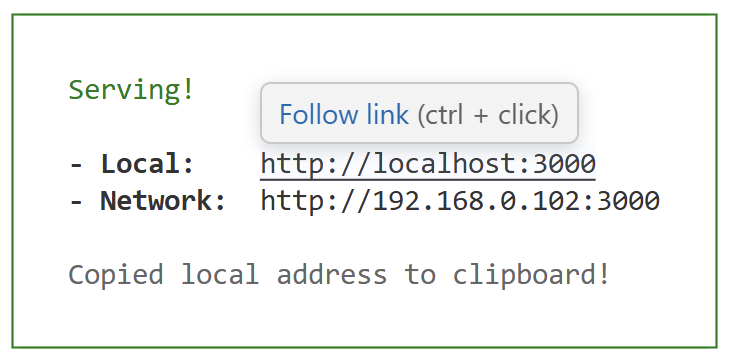 Serving!
Follow link (ctrl + click)
- Local:    http://localhost:3000
- Network:  http://192.168.0.102:3000
Copied local address to clipboard!